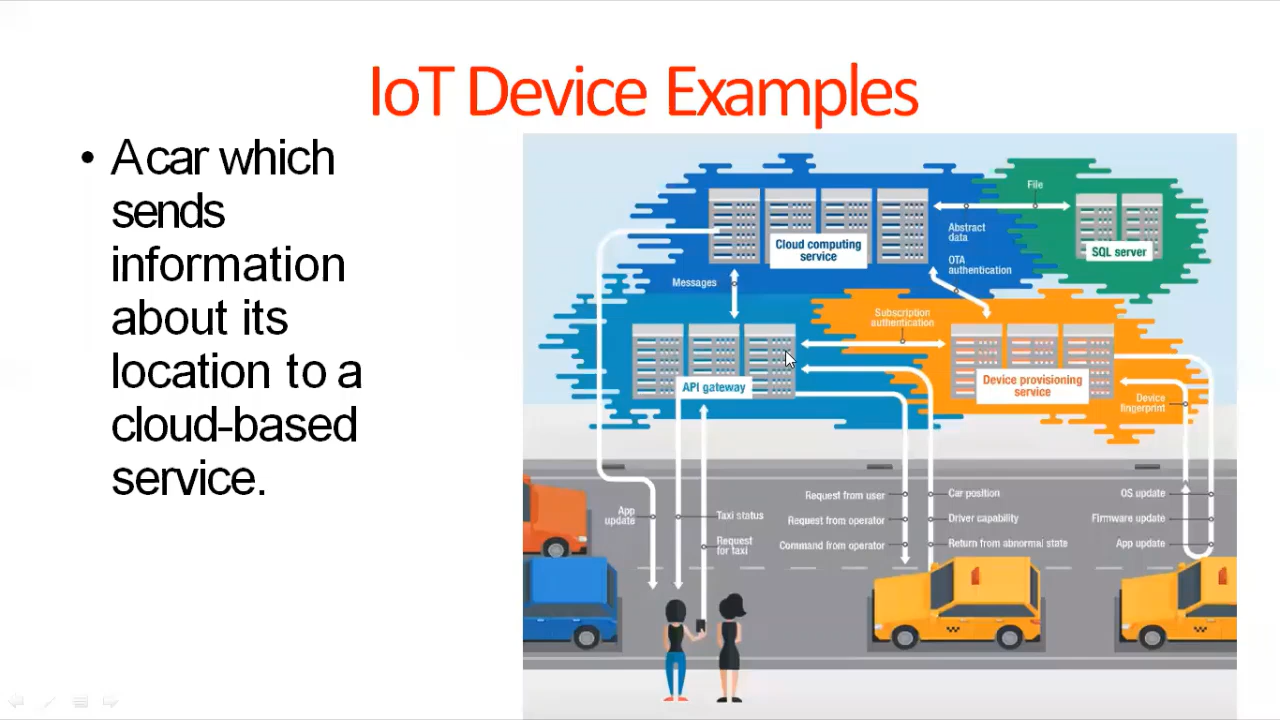 IoT Device Examples
• A car which
sends
information
about its
location to a
cloud-based
service.
File
Cloud computing
service
Abstract
data
SQL server
OTA
authentication
Messages
Subscription
authentication
API gateway
Device provisioning
service
Device
fingerprint
App
update
Taxi status
Request
for taxi
Request from user
Request from operator
Command from operator
Car position
Driver capability
Return from abnormal state
OS update
Firmware update
App update